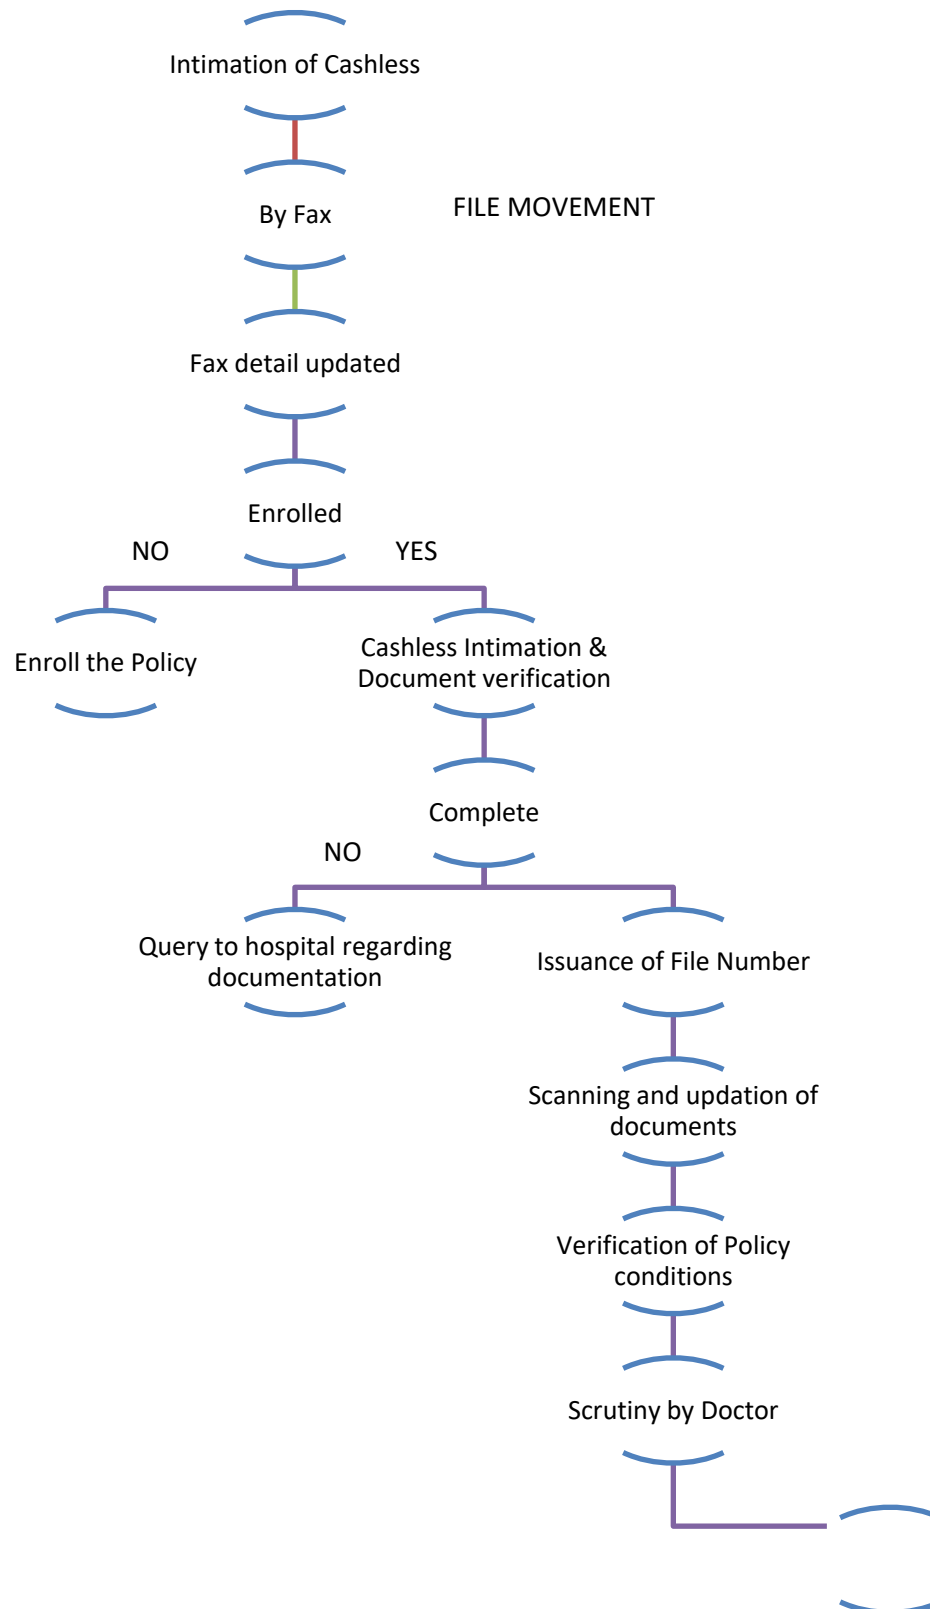 Intimation of Cashless
By Fax
FILE MOVEMENT
Fax detail updated
Enrolled
NO
YES
Enroll the Policy
Cashless Intimation &
Document verification
Complete
NO
Query to hospital regarding
documentation
Issuance of File Number
Scanning and updation of
documents
Verification of Policy
conditions
Scrutiny by Doctor